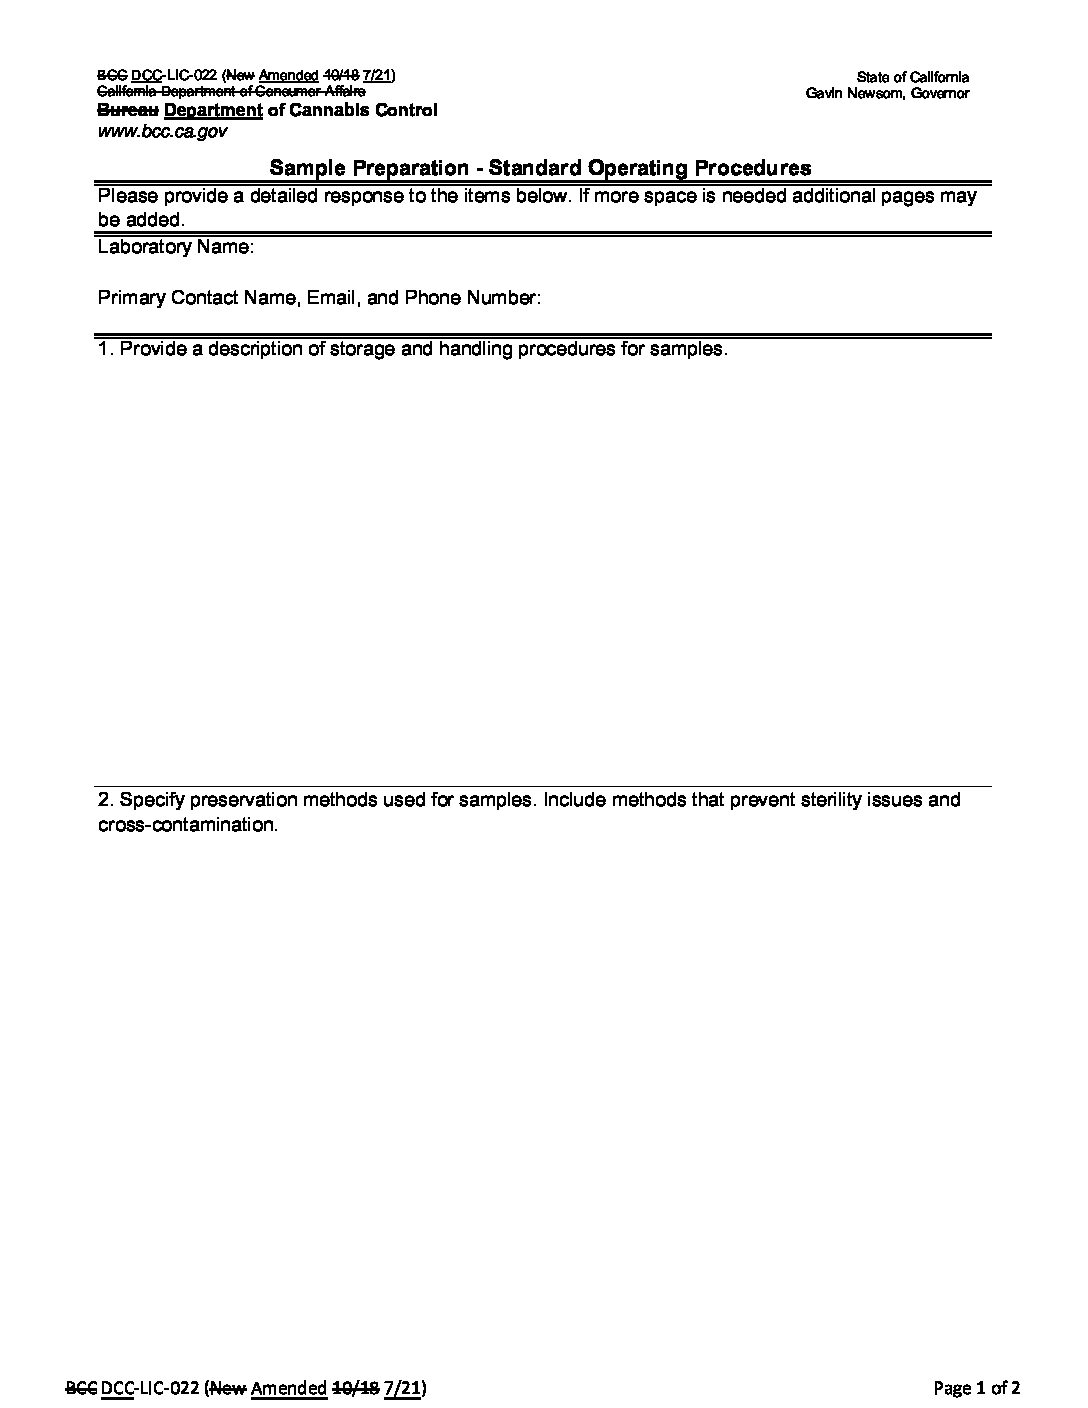 BCC DCC-LIC-022 (New Amended 10/18 7/21)
California Department of Consumer Affairs
Bureau Department of Cannabis Control
www.bcc.ca.gov
State of California
Gavin Newsom, Governor
Sample Preparation - Standard Operating Procedures
Please provide a detailed response to the items below. If more space is needed additional pages may
be added.
Laboratory Name:
Primary Contact Name, Email, and Phone Number:
1. Provide a description of storage and handling procedures for samples.
2. Specify preservation methods used for samples. Include methods that prevent sterility issues and
cross-contamination.
BCC DCC-LIC-022 (New Amended 10/18 7/21)
Page 1 of 2